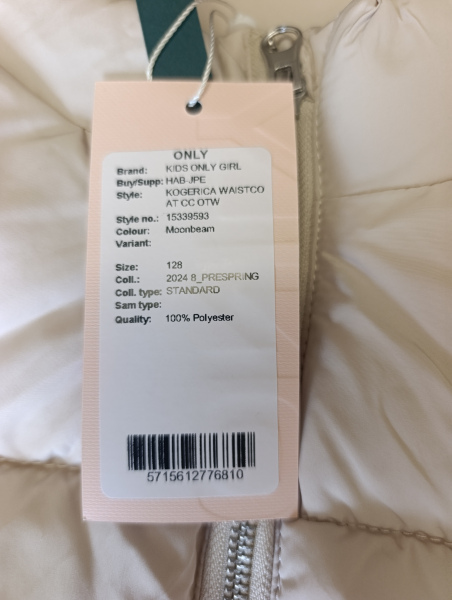 ONLY
Brand: KIDS ONLY GIRL
Buy/Supp: HAB-JPE
Style: KOGERICA WAISTCO
AT CC OTW
Style no.: 15339593
Colour: Moonbeam
Variant:
Size: 128
Coll.: 2024 8_PRESPRING
Coll. type: STANDARD
Sam type:
Quality: 100% Polyester
5715612776810